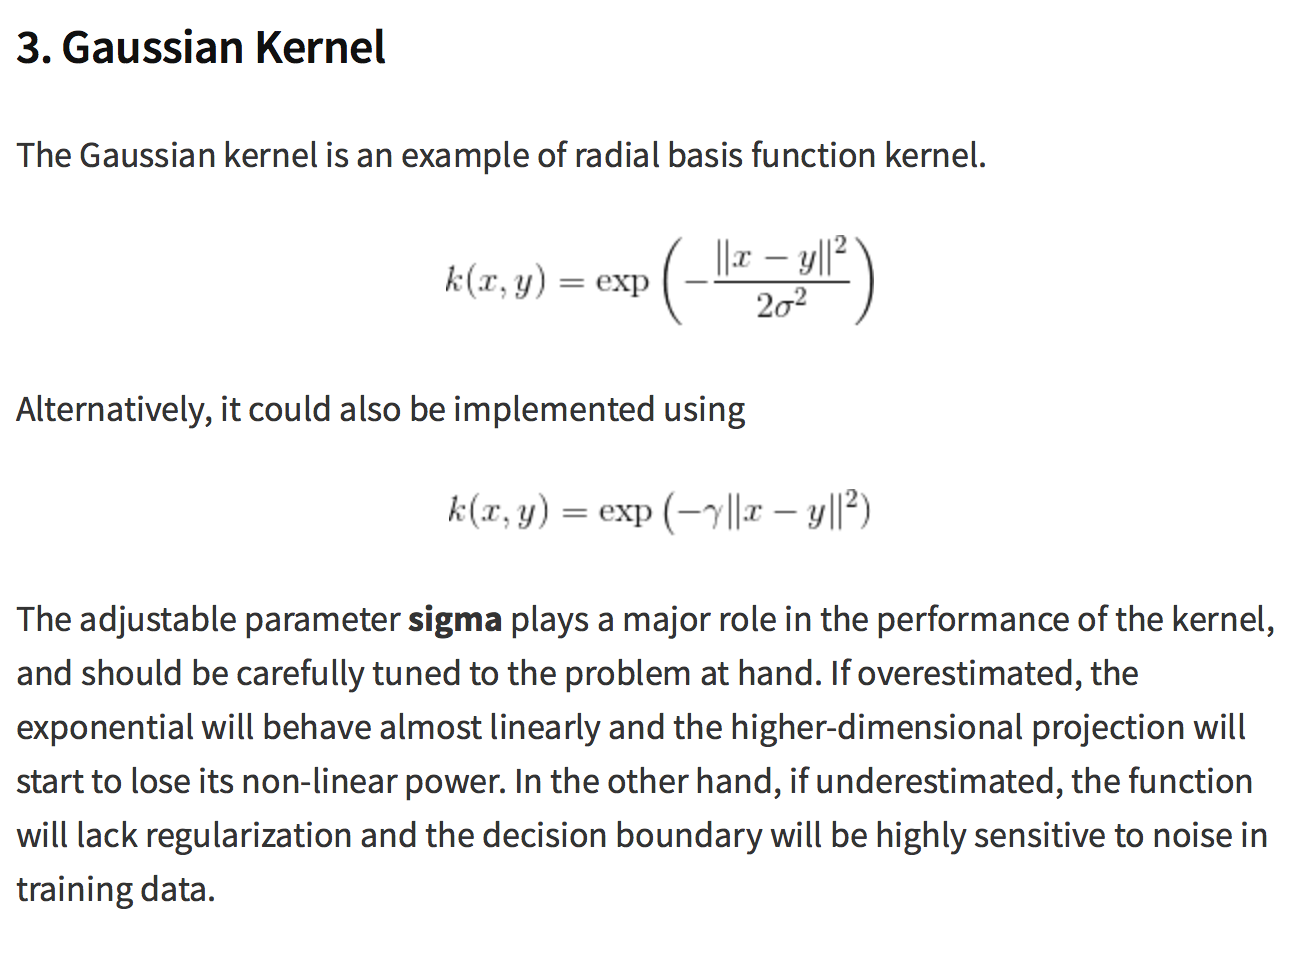 3. Gaussian Kernel
The Gaussian kernel is an example of radial basis function kernel.
k(x, y) = exp (−||x − y||² / 2σ²)
Alternatively, it could also be implemented using
k(x, y) = exp (−γ||x − y||²)
The adjustable parameter sigma plays a major role in the performance of the kernel,
and should be carefully tuned to the problem at hand. If overestimated, the
exponential will behave almost linearly and the higher-dimensional projection will
start to lose its non-linear power. In the other hand, if underestimated, the function
will lack regularization and the decision boundary will be highly sensitive to noise in
training data.